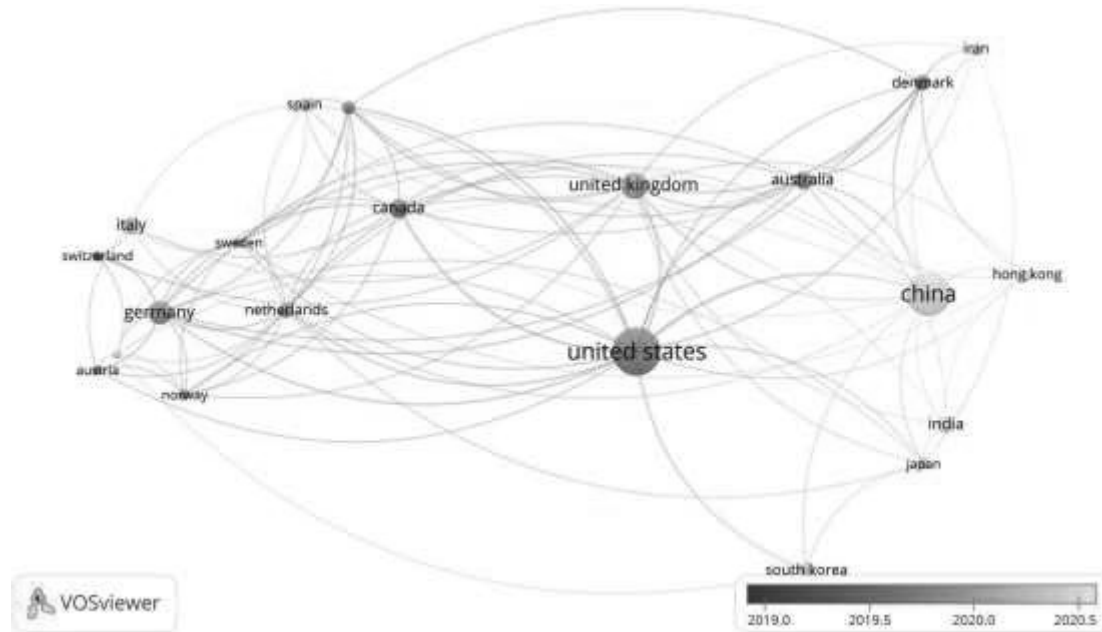 iran
denmark
spain
united kingdom
australia
canada
italy
sweden
switzerland
hong kong
china
germany
netherlands
united states
austria
norway
india
japan
south korea
VOSviewer
2019.0
2019.5
2020.0
2020.5